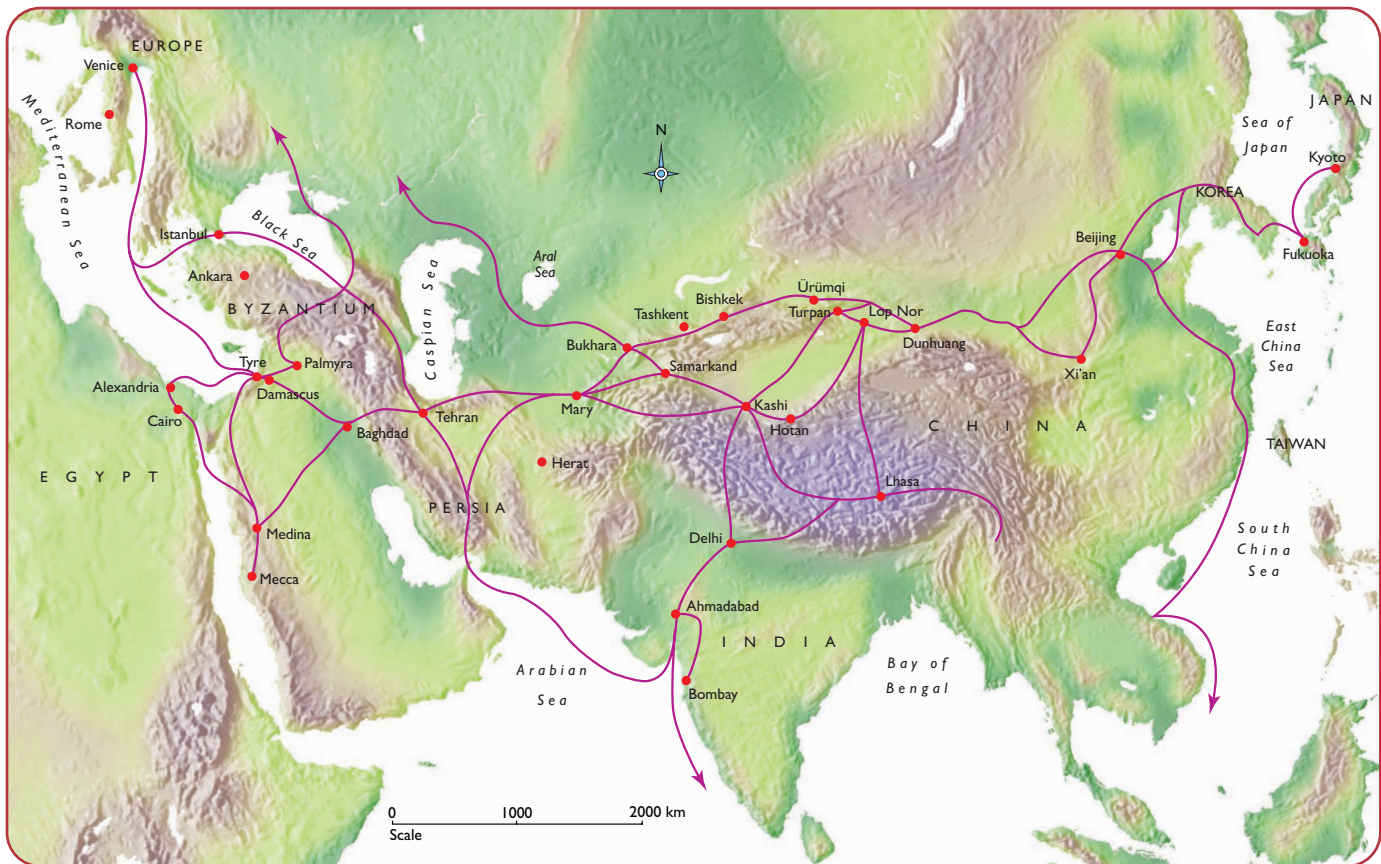 EUROPE
Venice
Rome
Mediterranean Sea
N
JAPAN
Sea of
Japan
Kyoto
KOREA
Fukuoka
Istanbul
Black Sea
Ankara
BYZANTIUM
Caspian Sea
Aral
Sea
Beijing
Ürümqi
Bishkek
Tashkent
Turpan
Lop Nor
Dunhuang
Bukhara
Samarkand
Xi'an
East
China
Sea
Tyre
Palmyra
Damascus
Alexandria
Cairo
Tehran
Mary
Kashi
Hotan
CHINA
Baghdad
TAIWAN
Herat
EGYPT
PERSIA
Lhasa
Medina
Delhi
South
China
Sea
Mecca
Ahmadabad
INDIA
Arabian
Sea
Bay of
Bengal
Bombay
0 1000 2000 km
Scale